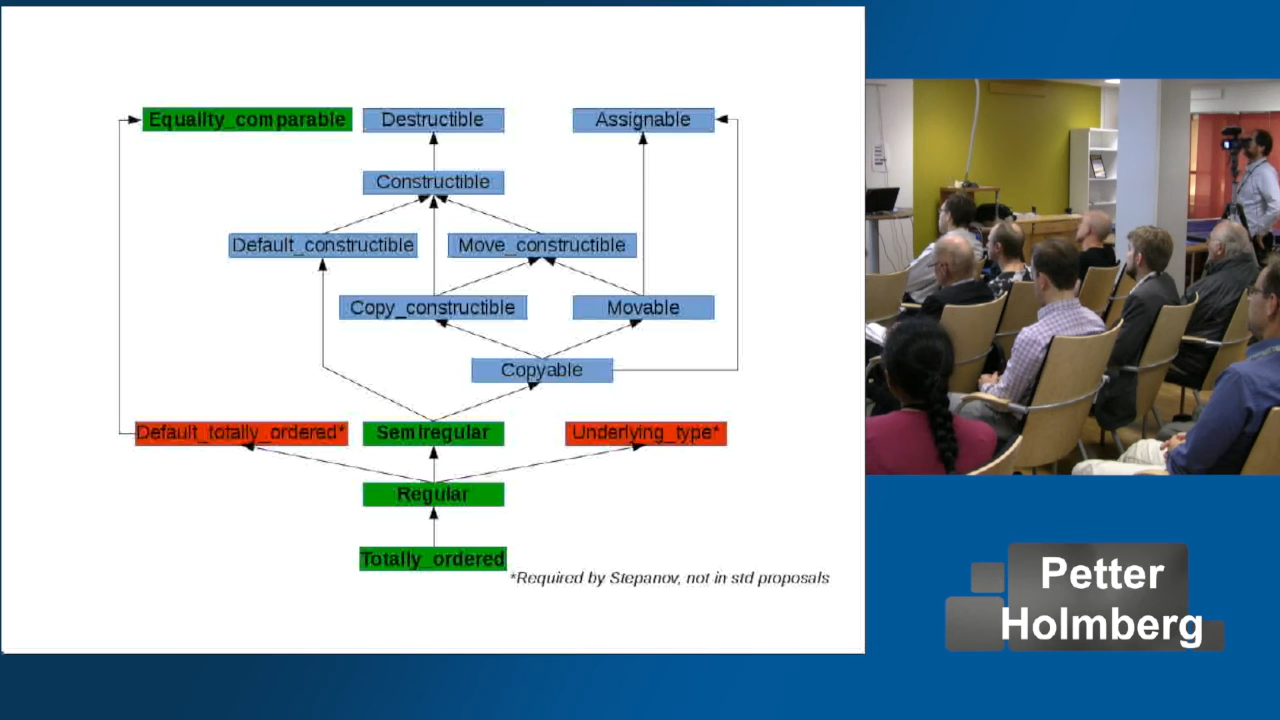 Equality_comparable
Destructible
Assignable
Constructible
Default_constructible
Move_constructible
Copy_constructible
Movable
Copyable
Default_totally_ordered*
Semiregular
Underlying_type*
Regular
Totally_ordered
*Required by Stepanov, not in std proposals
Petter
Holmberg